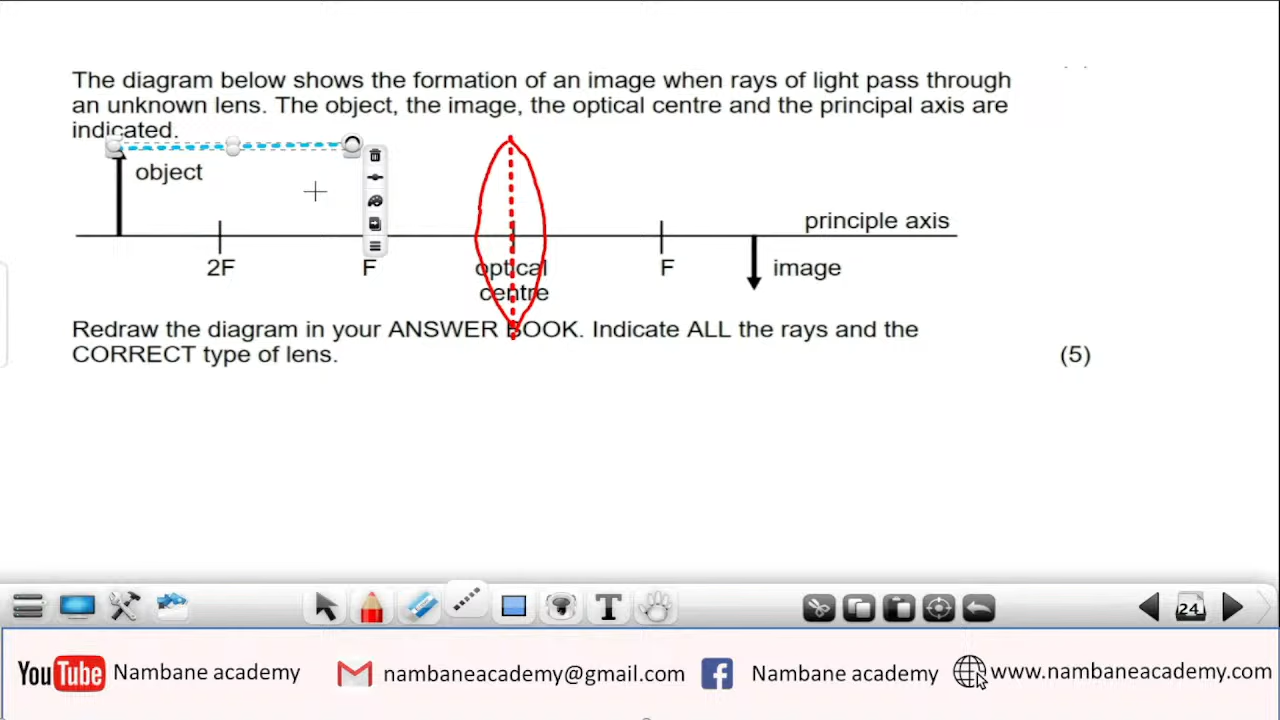 The diagram below shows the formation of an image when rays of light pass through
an unknown lens. The object, the image, the optical centre and the principal axis are
indicated.
object
principle axis
2F
F
optical
centre
F
image
Redraw the diagram in your ANSWER BOOK. Indicate ALL the rays and the
CORRECT type of lens.
(5)
T
24
YouTube Nambane academy
nambaneacademy@gmail.com
Nambane academy
www.nambaneacademy.com